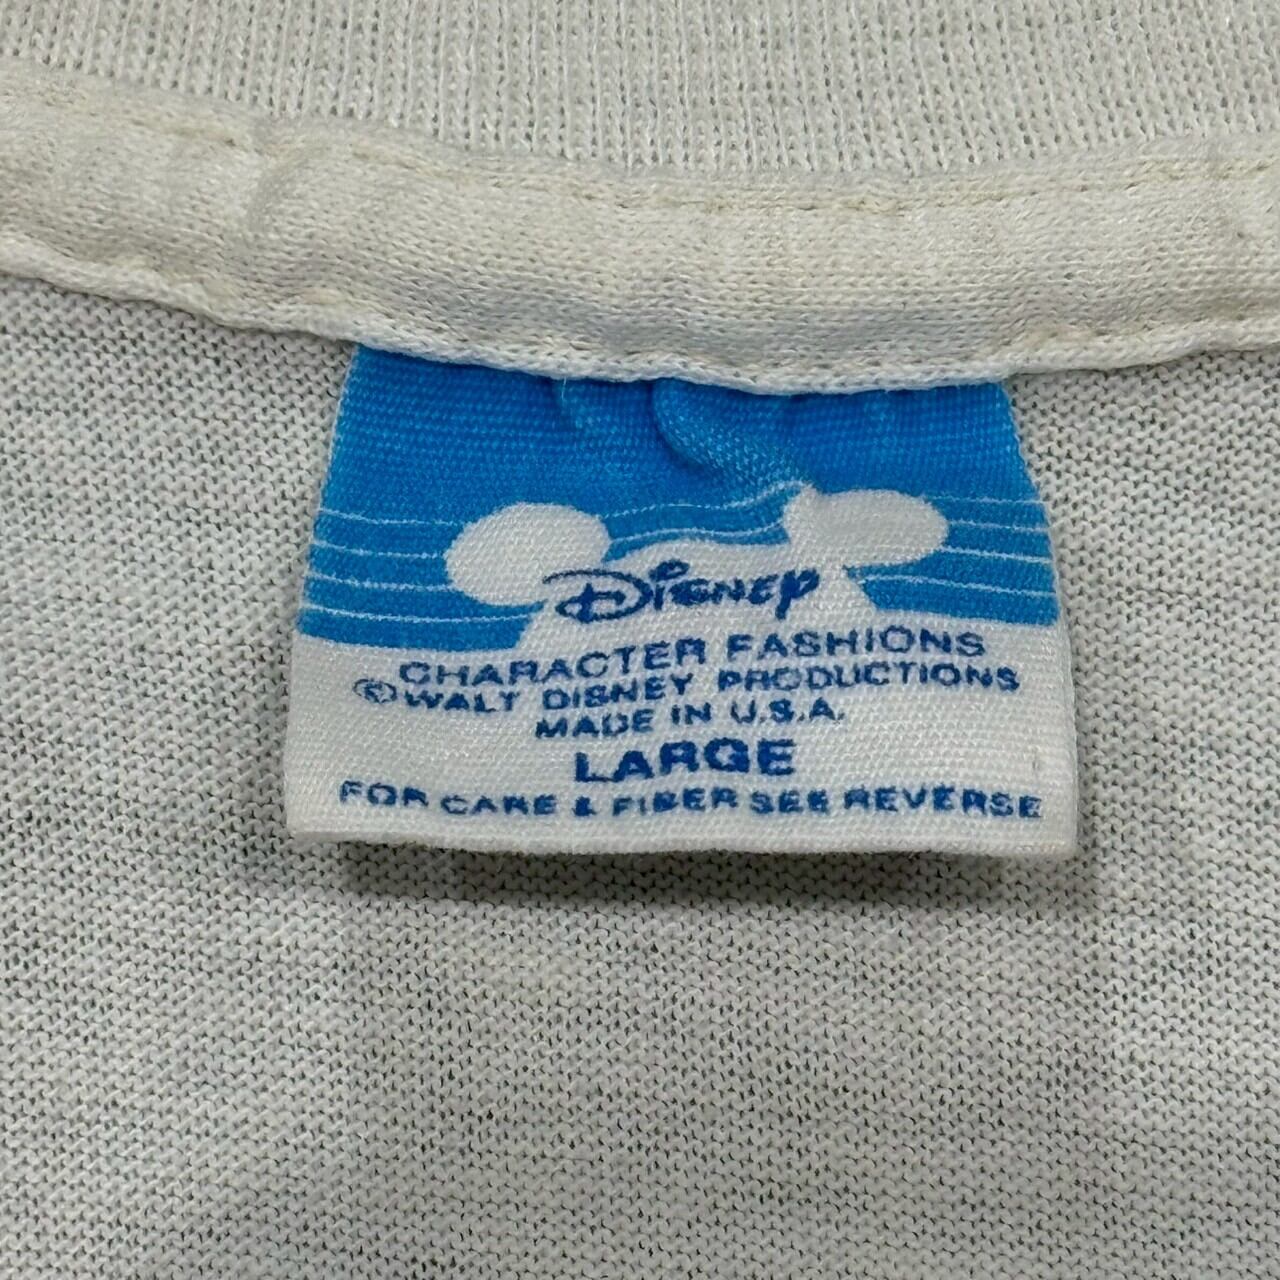 Disney
CHARACTER FASHIONS
©WALT DISNEY PRODUCTIONS
MADE IN U.S.A.
LARGE
FOR CARE & FIBER SEE REVERSE